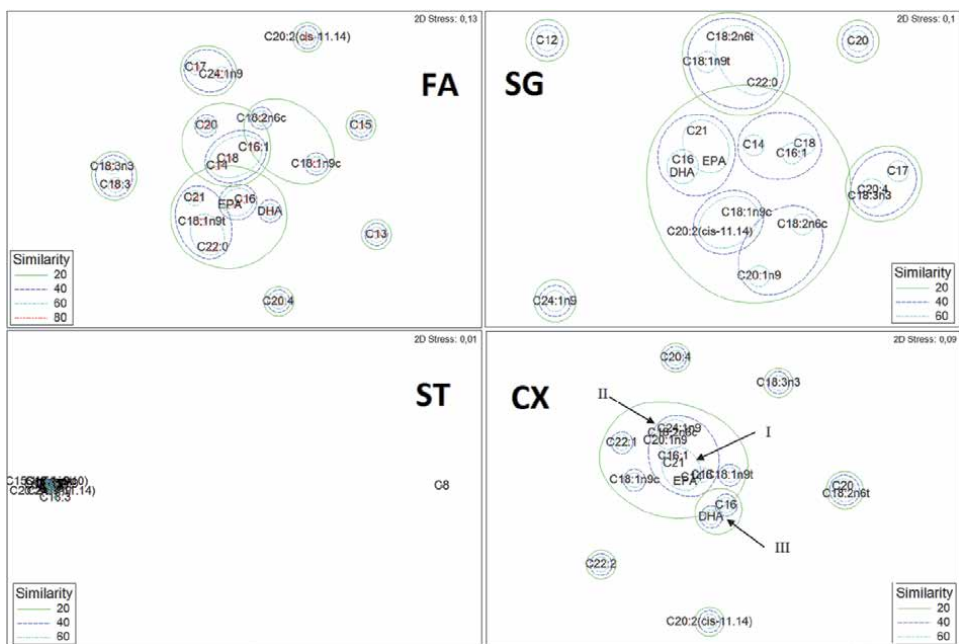 2D Stress: 0,13
C20:2(cis-11.14)
FA
C17
C24:1n9
C20
C18:2n6c
C15
C16:1
C18
C14
C18:1n9c
C18:3n3
C18:3
C21
C16
EPA
DHA
C18:1n9t
C22:0
C13
C20:4
Similarity
20
40
60
80
2D Stress: 0,1
SG
C12
C18:2n6t
C20
C18:1n9t
C22:0
C21
C14
C18
C16:1
C16
EPA
DHA
C17
C20:4
C18:3n3
C18:1n9c
C18:2n6c
C20:2(cis-11.14)
C20:1n9
C24:1n9
Similarity
20
40
60
2D Stress: 0,01
ST
C8
C16:3
Similarity
20
40
60
2D Stress: 0,09
CX
C20:4
C18:3n3
II
C24:1n9
C18:2n6c
I
C22:1
C20:1n9
C16:1
C21
C18
C18:1n9t
C18:1n9c
EPA
C20
C18:2n6t
C16
DHA
III
C22:2
C20:2(cis-11.14)
Similarity
20
40
60